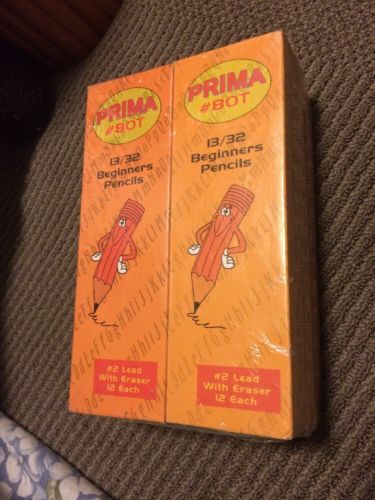 PRIMA
#80T
13/32
Beginners
Pencils
#2 Lead
With Eraser
12 Each
PRIMA
#80T
13/32
Beginners
Pencils
#2 Lead
With Eraser
12 Each